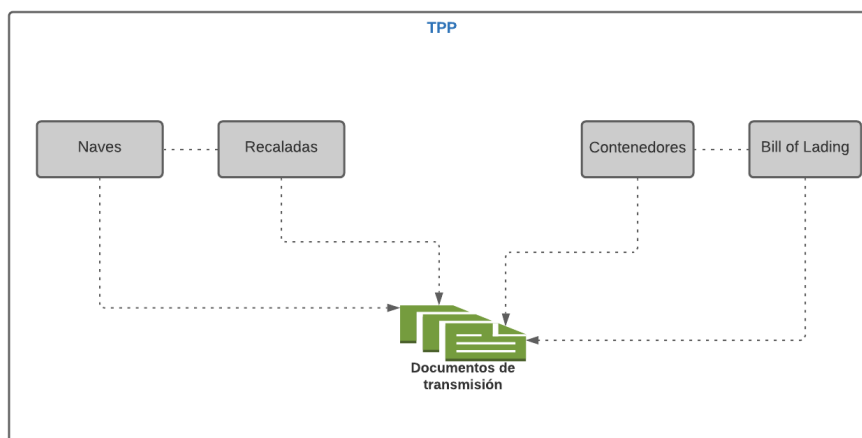 TPP
Naves
Recaladas
Contenedores
Bill of Lading
Documentos de
transmisión